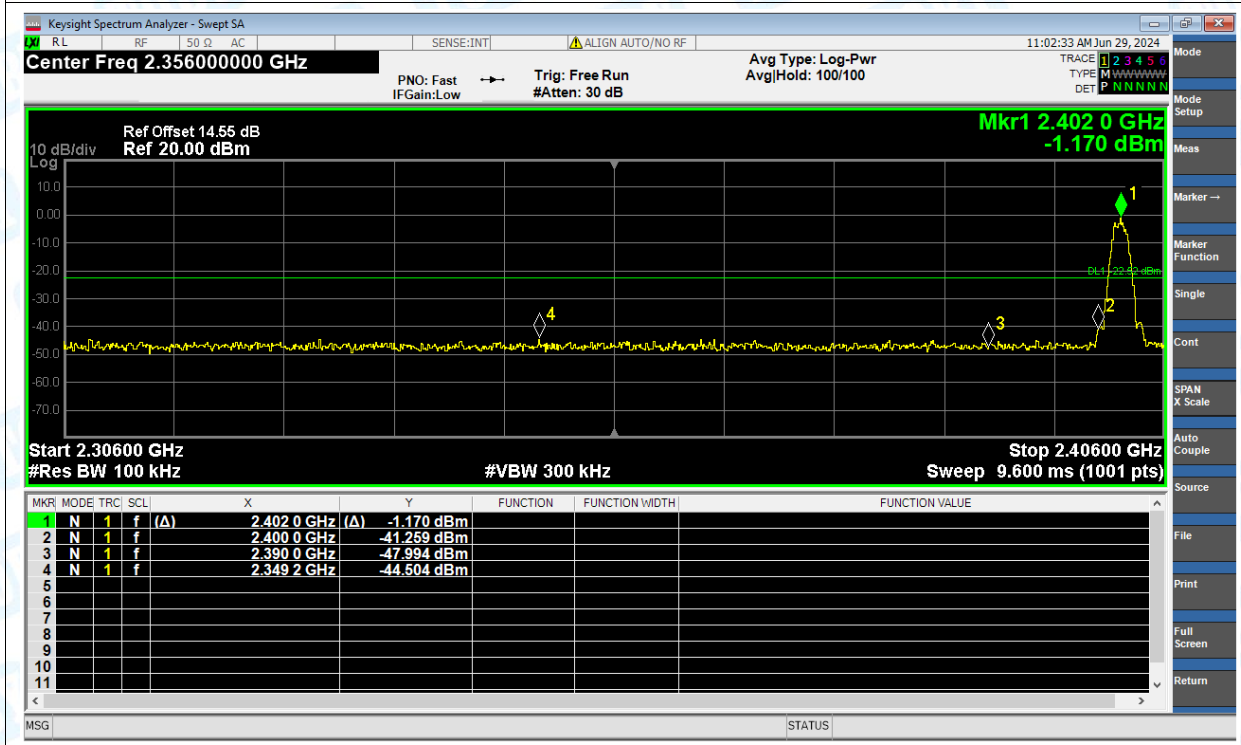 Keysight Spectrum Analyzer - Swept SA
LXI RL RF 50 Ω AC SENSE:INT ALIGN AUTO/NO RF 11:02:33 AM Jun 29, 2024
Center Freq 2.356000000 GHz
PNO: Fast
IFGain:Low
Trig: Free Run
#Atten: 30 dB
Avg Type: Log-Pwr
Avg|Hold: 100/100
TRACE 1 2 3 4 5 6
TYPE M WWWWW
DET P N N N N N
Ref Offset 14.55 dB
10 dB/div Ref 20.00 dBm
Log
Mkr1 2.402 0 GHz
-1.170 dBm
10.0
0.00
-10.0
-20.0
-30.0
-40.0
-50.0
-60.0
-70.0
1
DL1 -22.52 dBm
2
3
4
Start 2.30600 GHz Stop 2.40600 GHz
#Res BW 100 kHz #VBW 300 kHz Sweep 9.600 ms (1001 pts)
MKR MODE TRC SCL X Y FUNCTION FUNCTION WIDTH FUNCTION VALUE
1 N 1 f (Δ) 2.402 0 GHz (Δ) -1.170 dBm
2 N 1 f 2.400 0 GHz -41.259 dBm
3 N 1 f 2.390 0 GHz -47.994 dBm
4 N 1 f 2.349 2 GHz -44.504 dBm
5
6
7
8
9
10
11
MSG STATUS
Mode
Mode
Setup
Meas
Marker →
Marker
Function
Single
Cont
SPAN
X Scale
Auto
Couple
Source
File
Print
Full
Screen
Return